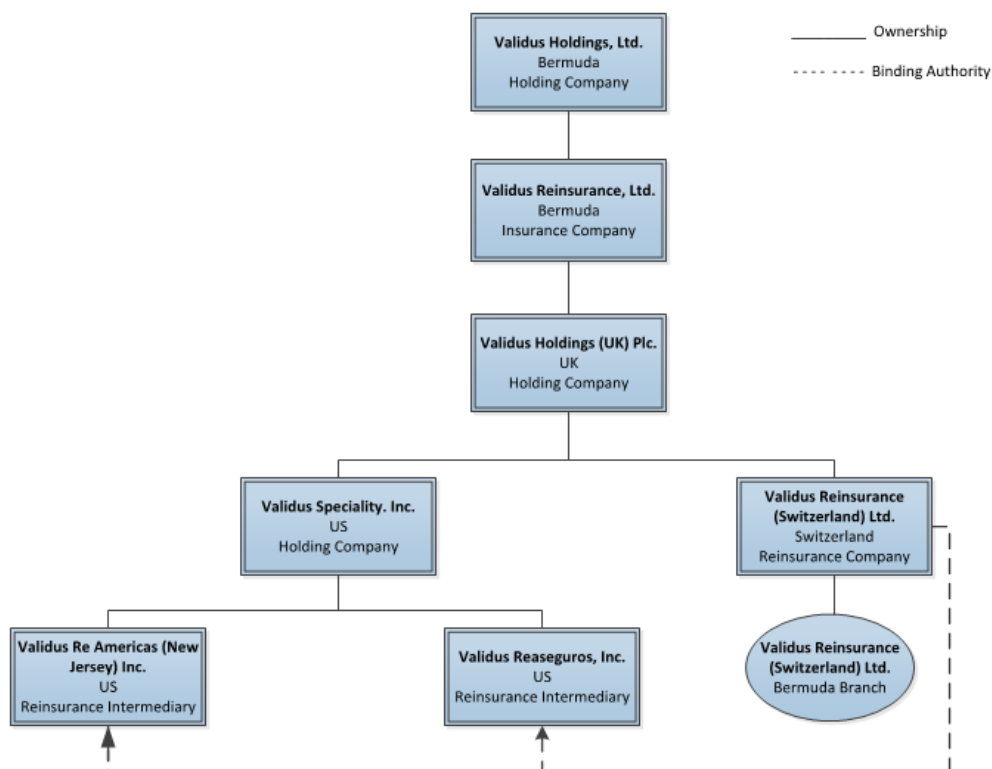 Validus Holdings, Ltd.
Bermuda
Holding Company
Ownership
Binding Authority
Validus Reinsurance, Ltd.
Bermuda
Insurance Company
Validus Holdings (UK) Plc.
UK
Holding Company
Validus Speciality. Inc.
US
Holding Company
Validus Reinsurance
(Switzerland) Ltd.
Switzerland
Reinsurance Company
Validus Re Americas (New
Jersey) Inc.
US
Reinsurance Intermediary
Validus Reaseguros, Inc.
US
Reinsurance Intermediary
Validus Reinsurance
(Switzerland) Ltd.
Bermuda Branch